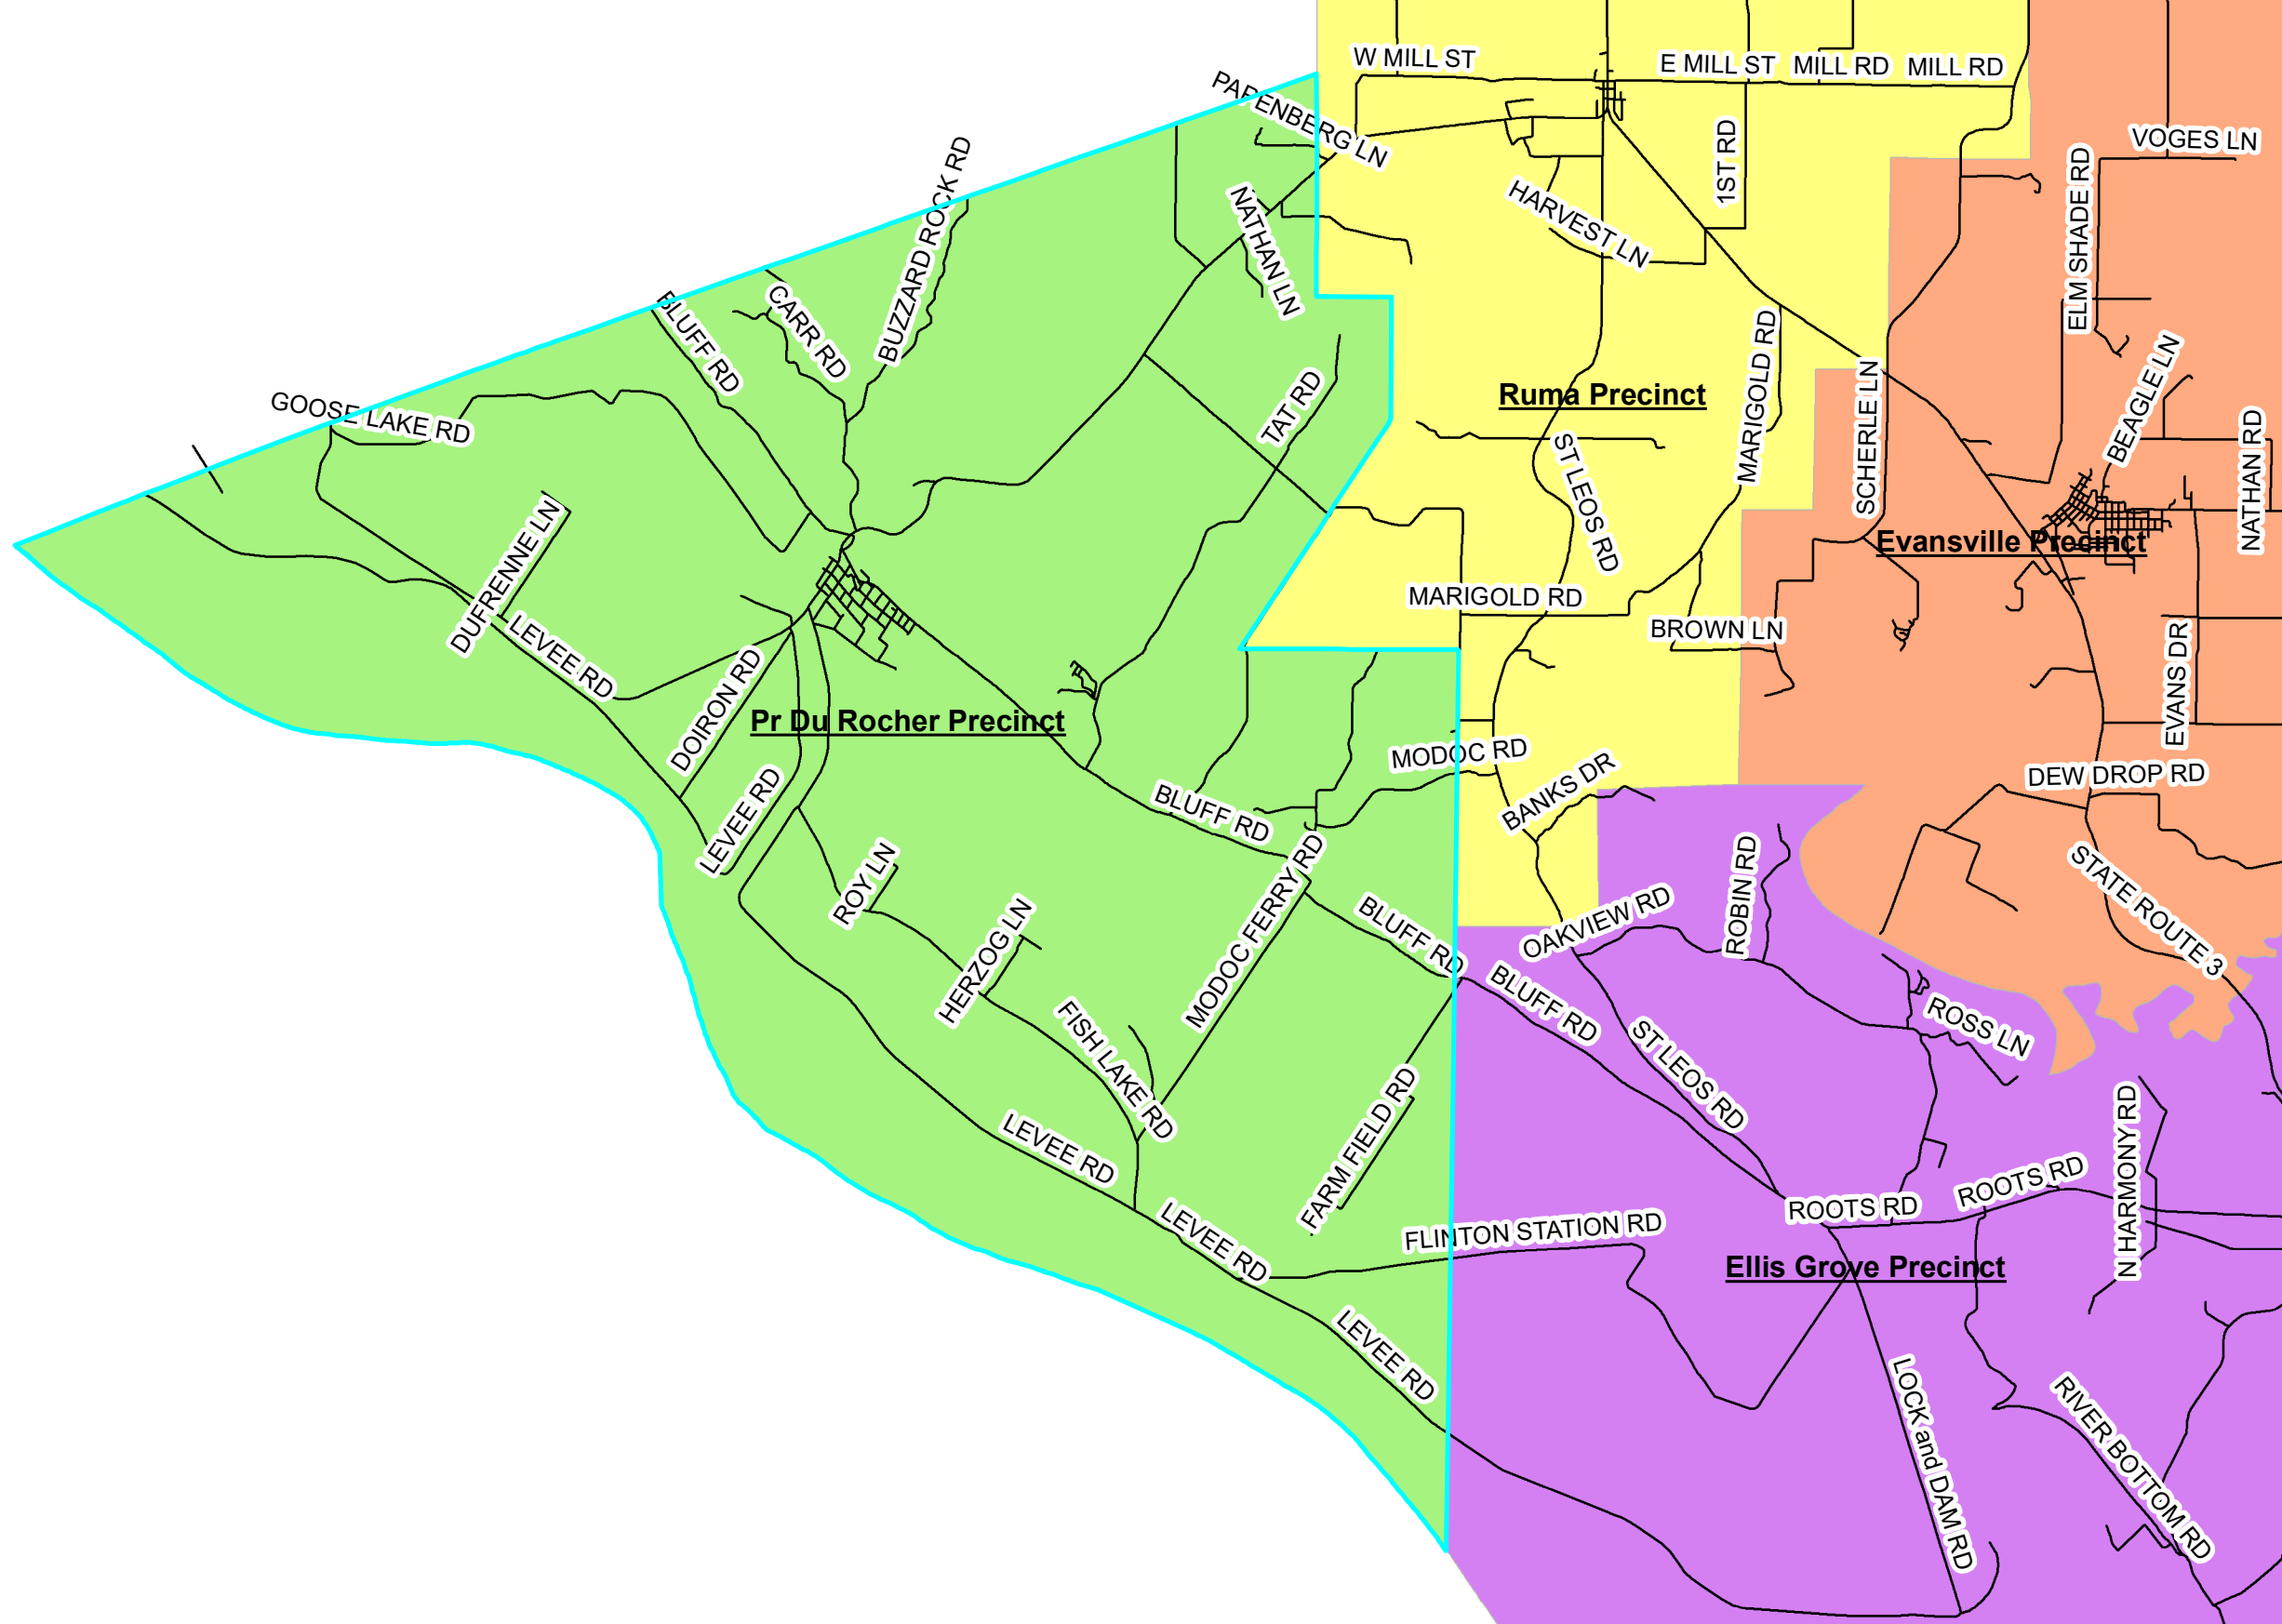 W MILL ST
E MILL ST
MILL RD
MILL RD
PAPENBERG LN
VOGES LN
1ST RD
BUZZARD ROCK RD
ELM SHADE RD
NATHAN LN
HARVEST LN
CARR RD
BLUFF RD
MARIGOLD RD
BEAGLE LN
TAT RD
Ruma Precinct
GOOSE LAKE RD
SCHERLE LN
NATHAN RD
ST LEOS RD
Evansville Precinct
DUFRENNE LN
MARIGOLD RD
BROWN LN
LEVEE RD
EVANS DR
DOIRON RD
Pr Du Rocher Precinct
MODOC RD
DEW DROP RD
BANKS DR
LEVEE RD
BLUFF RD
ROY LN
MODOC FERRY RD
ROBIN RD
STATE ROUTE 3
OAKVIEW RD
BLUFF RD
HERZOG LN
BLUFF RD
ROSS LN
FISH LAKE RD
ST LEOS RD
FARM FIELD RD
LEVEE RD
N HARMONY RD
ROOTS RD
ROOTS RD
FLINTON STATION RD
LEVEE RD
Ellis Grove Precinct
LEVEE RD
LOCK and DAM RD
RIVER BOTTOM RD